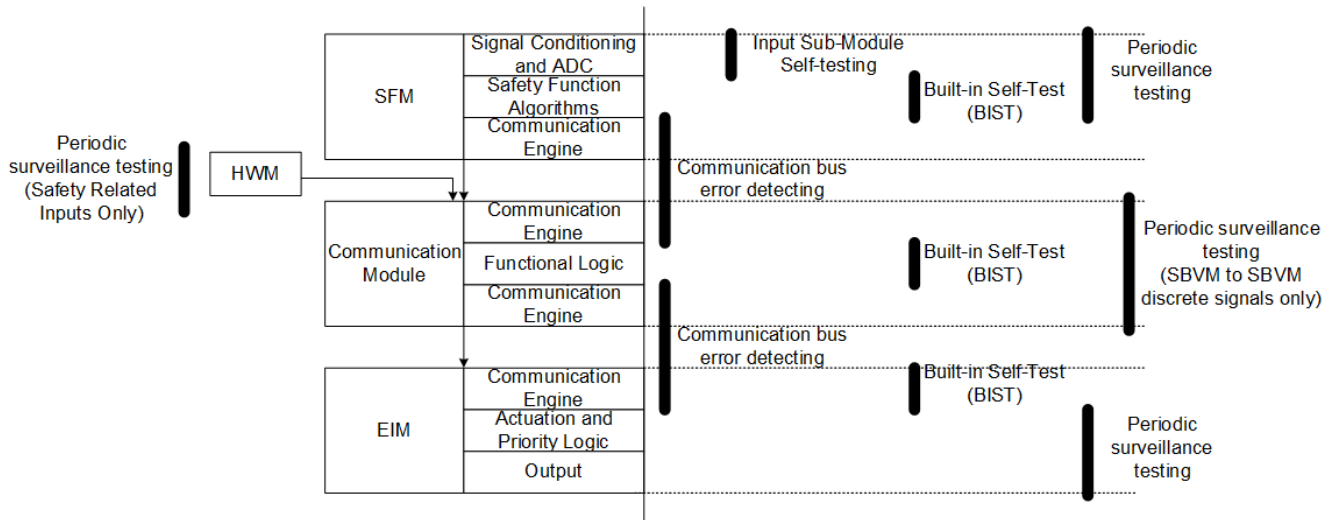 Signal Conditioning
and ADC
Safety Function
Algorithms
Communication
Engine
SFM
Input Sub-Module
Self-testing
Built-in Self-Test
(BIST)
Periodic
surveillance
testing
Periodic
surveillance testing
(Safety Related
Inputs Only)
HWM
Communication bus
error detecting
Communication
Module
Communication
Engine
Functional Logic
Communication
Engine
Built-in Self-Test
(BIST)
Periodic surveillance
testing
(SBVM to SBVM
discrete signals only)
Communication bus
error detecting
EIM
Communication
Engine
Actuation and
Priority Logic
Output
Built-in Self-Test
(BIST)
Periodic
surveillance
testing